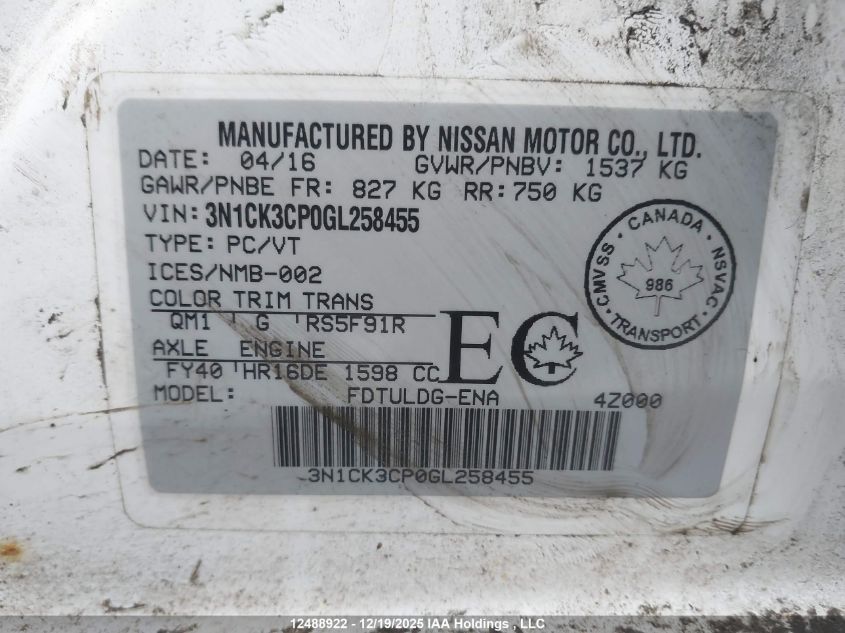 MANUFACTURED BY NISSAN MOTOR CO., LTD.
DATE: 04/16 GVWR/PNBV: 1537 KG
GAWR/PNBE FR: 827 KG RR: 750 KG
VIN: 3N1CK3CP0GL258455
TYPE: PC/VT
ICES/NMB-002
COLOR TRIM TRANS
QM1 G RS5F91R
AXLE ENGINE
FY40 HR16DE 1598 CC
MODEL: FDTULDG-ENA 4Z000
EC
CANADA
CMVSS • NSVAC
986
TRANSPORT
3N1CK3CP0GL258455
12488922 - 12/19/2025 IAA Holdings , LLC